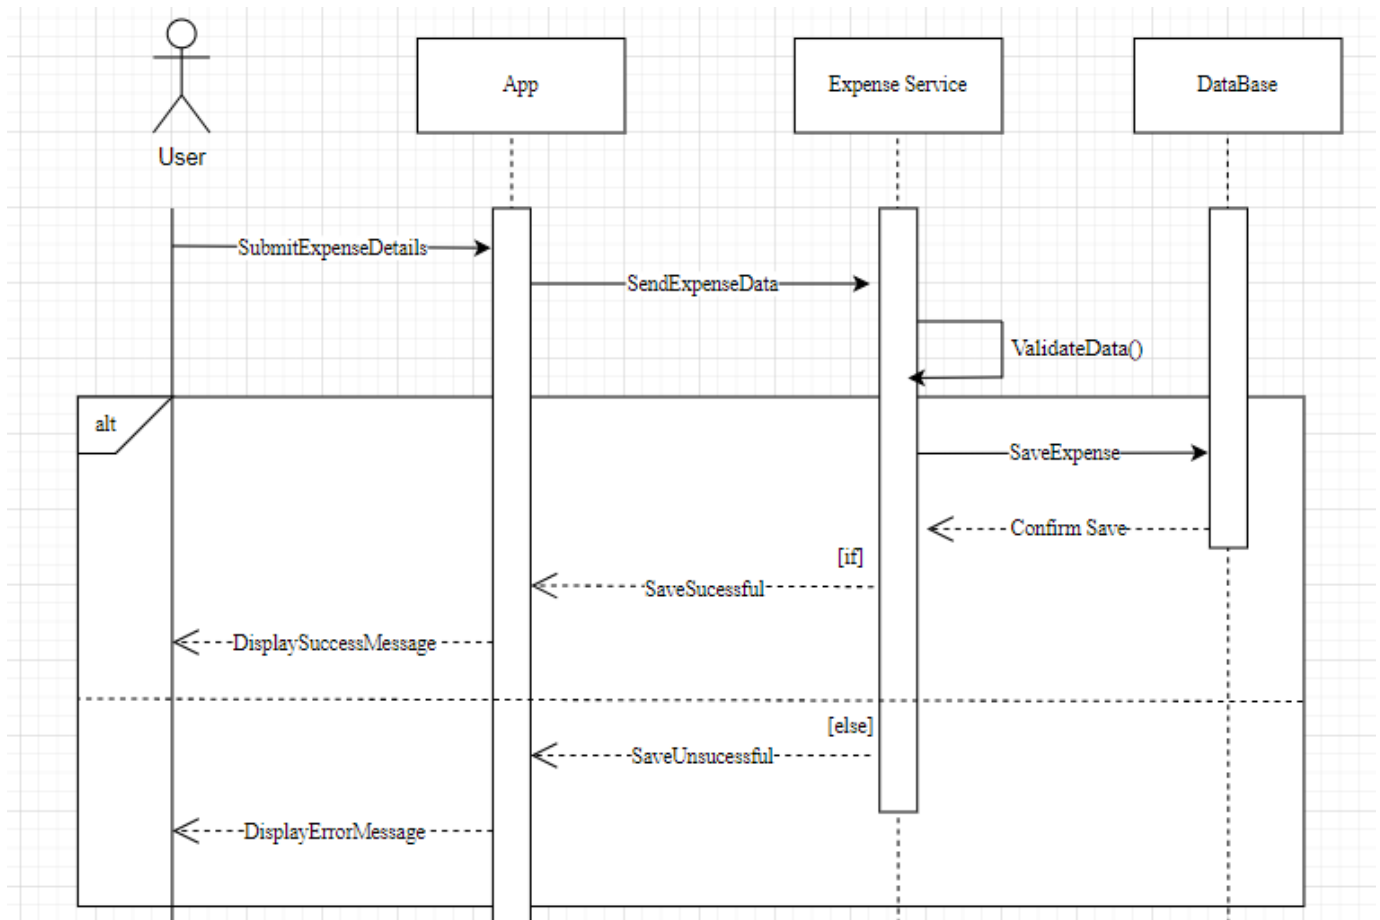 User
App
Expense Service
DataBase
SubmitExpenseDetails
SendExpenseData
ValidateData()
alt
SaveExpense
Confirm Save
[if]
SaveSucessful
DisplaySuccessMessage
[else]
SaveUnsucessful
DisplayErrorMessage